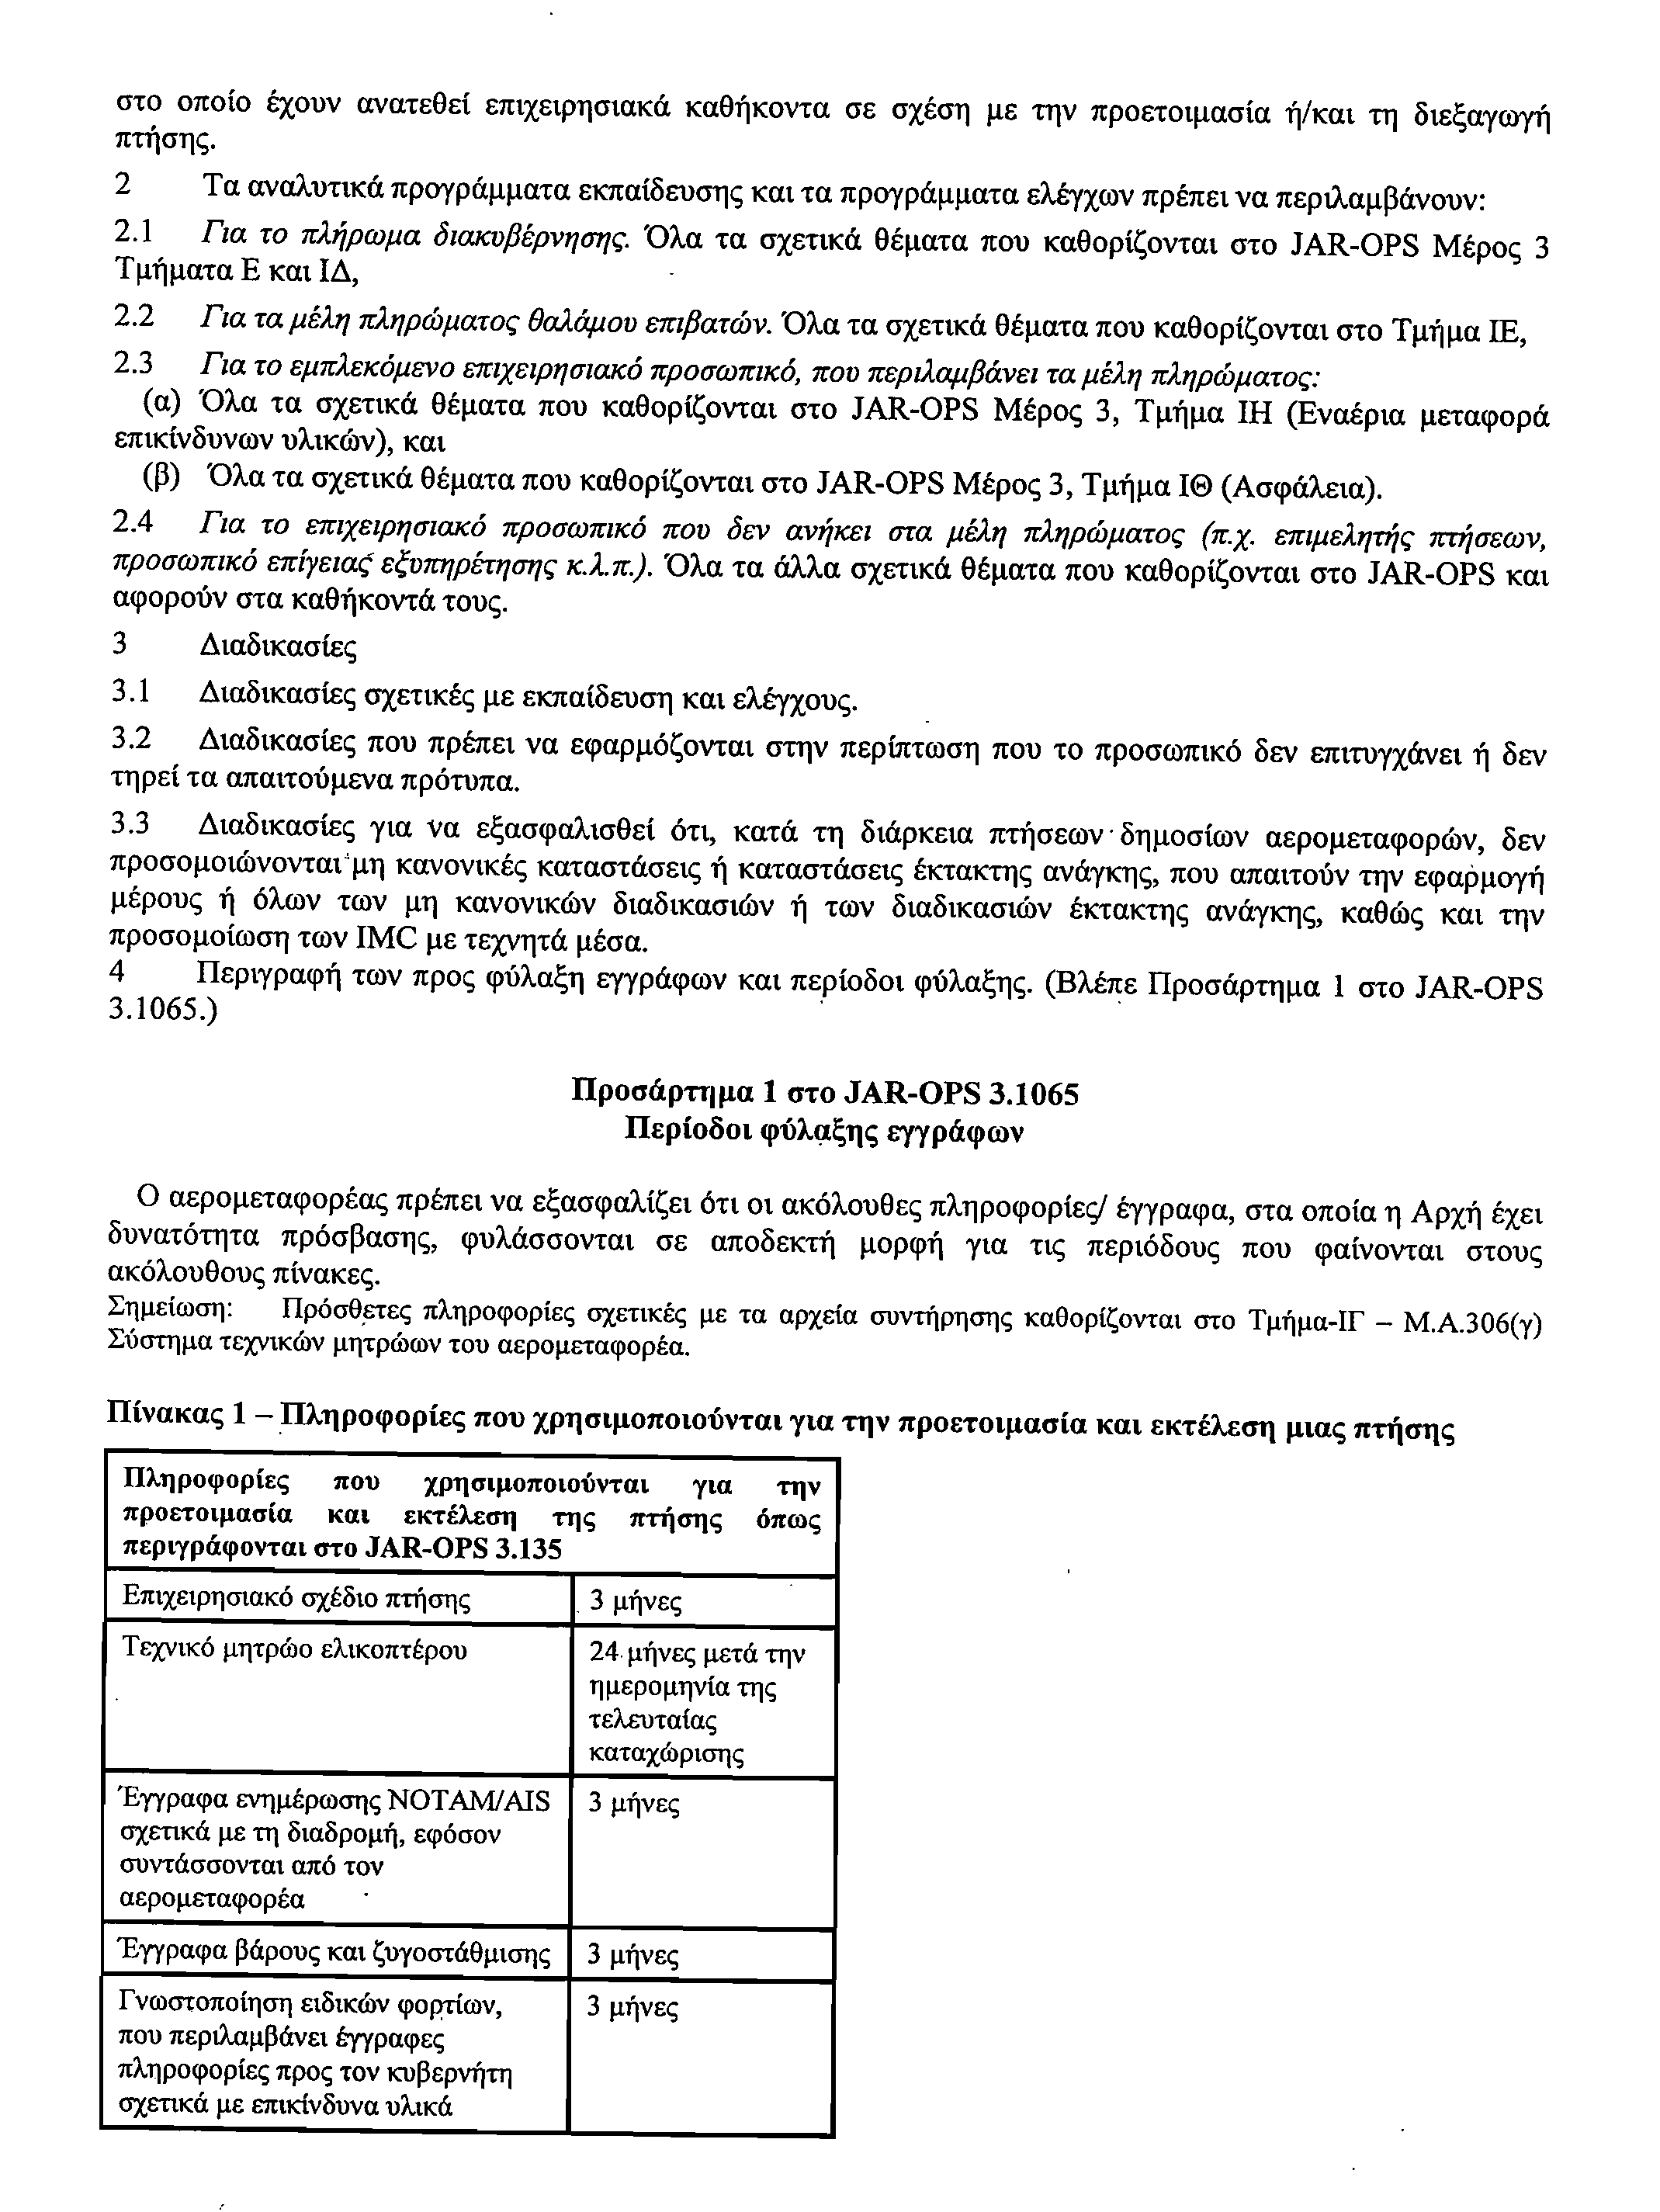 στο οποίο έχουν ανατεθεί επιχειρησιακά καθήκοντα σε σχέση με την προετοιμασία ή/και τη διεξαγωγή
πτήσης.
2 Τα αναλυτικά προγράμματα εκπαίδευσης και τα προγράμματα ελέγχων πρέπει να περιλαμβάνουν:
2.1 Για το πλήρωμα διακυβέρνησης. Όλα τα σχετικά θέματα που καθορίζονται στο JAR-OPS Μέρος 3
Τμήματα Ε και ΙΔ,
2.2 Για τα μέλη πληρώματος θαλάμου επιβατών. Όλα τα σχετικά θέματα που καθορίζονται στο Τμήμα ΙΕ,
2.3 Για το εμπλεκόμενο επιχειρησιακό προσωπικό, που περιλαμβάνει τα μέλη πληρώματος:
(α) Όλα τα σχετικά θέματα που καθορίζονται στο JAR-OPS Μέρος 3, Τμήμα ΙΗ (Εναέρια μεταφορά
επικίνδυνων υλικών), και
(β) Όλα τα σχετικά θέματα που καθορίζονται στο JAR-OPS Μέρος 3, Τμήμα ΙΘ (Ασφάλεια).
2.4 Για το επιχειρησιακό προσωπικό που δεν ανήκει στα μέλη πληρώματος (π.χ. επιμελητής πτήσεων,
προσωπικό επίγειας εξυπηρέτησης κ.λ.π.). Όλα τα άλλα σχετικά θέματα που καθορίζονται στο JAR-OPS και
αφορούν στα καθήκοντά τους.
3 Διαδικασίες
3.1 Διαδικασίες σχετικές με εκπαίδευση και ελέγχους.
3.2 Διαδικασίες που πρέπει να εφαρμόζονται στην περίπτωση που το προσωπικό δεν επιτυγχάνει ή δεν
τηρεί τα απαιτούμενα πρότυπα.
3.3 Διαδικασίες για να εξασφαλισθεί ότι, κατά τη διάρκεια πτήσεων δημοσίων αερομεταφορών, δεν
προσομοιώνονται μη κανονικές καταστάσεις ή καταστάσεις έκτακτης ανάγκης, που απαιτούν την εφαρμογή
μέρους ή όλων των μη κανονικών διαδικασιών ή των διαδικασιών έκτακτης ανάγκης, καθώς και την
προσομοίωση των IMC με τεχνητά μέσα.
4 Περιγραφή των προς φύλαξη εγγράφων και περίοδοι φύλαξης. (Βλέπε Προσάρτημα 1 στο JAR-OPS
3.1065.)
Προσάρτημα 1 στο JAR-OPS 3.1065
Περίοδοι φύλαξης εγγράφων
Ο αερομεταφορέας πρέπει να εξασφαλίζει ότι οι ακόλουθες πληροφορίες/ έγγραφα, στα οποία η Αρχή έχει
δυνατότητα πρόσβασης, φυλάσσονται σε αποδεκτή μορφή για τις περιόδους που φαίνονται στους
ακόλουθους πίνακες.
Σημείωση: Πρόσθετες πληροφορίες σχετικές με τα αρχεία συντήρησης καθορίζονται στο Τμήμα-ΙΓ – Μ.Α.306(γ)
Σύστημα τεχνικών μητρώων του αερομεταφορέα.
Πίνακας 1 – Πληροφορίες που χρησιμοποιούνται για την προετοιμασία και εκτέλεση μιας πτήσης
Πληροφορίες που χρησιμοποιούνται για την
προετοιμασία και εκτέλεση της πτήσης όπως
περιγράφονται στο JAR-OPS 3.135
Επιχειρησιακό σχέδιο πτήσης 3 μήνες
Τεχνικό μητρώο ελικοπτέρου 24 μήνες μετά την
ημερομηνία της
τελευταίας
καταχώρισης
Έγγραφα ενημέρωσης NOTAM/AIS 3 μήνες
σχετικά με τη διαδρομή, εφόσον
συντάσσονται από τον
αερομεταφορέα
Έγγραφα βάρους και ζυγοστάθμισης 3 μήνες
Γνωστοποίηση ειδικών φορτίων, 3 μήνες
που περιλαμβάνει έγγραφες
πληροφορίες προς τον κυβερνήτη
σχετικά με επικίνδυνα υλικά